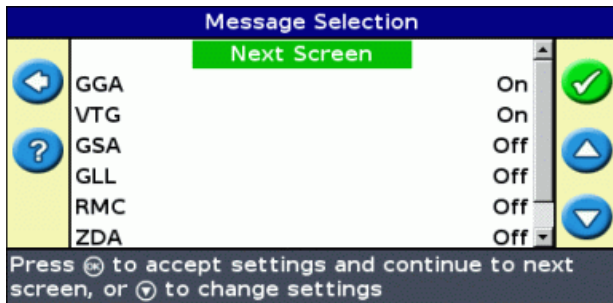 Message Selection
Next Screen
GGA On
VTG On
GSA Off
GLL Off
RMC Off
ZDA Off
?
Press OK to accept settings and continue to next
screen, or ▼ to change settings